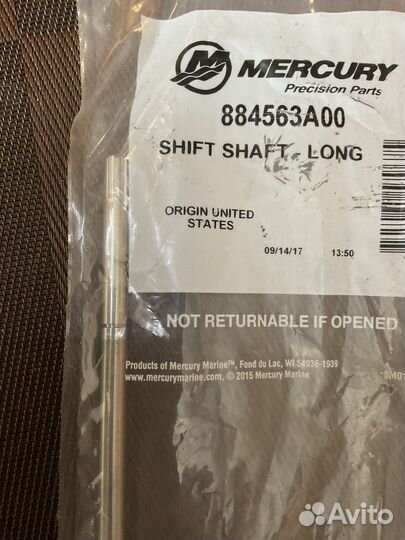 MERCURY
Precision Parts
884563A00
SHIFT SHAFT - LONG
ORIGIN UNITED
STATES
09/14/17 13:50
NOT RETURNABLE IF OPENED
Products of Mercury Marine™, Fond du Lac, WI 54936-1939
www.mercurymarine.com, © 2015 Mercury Marine
Avito